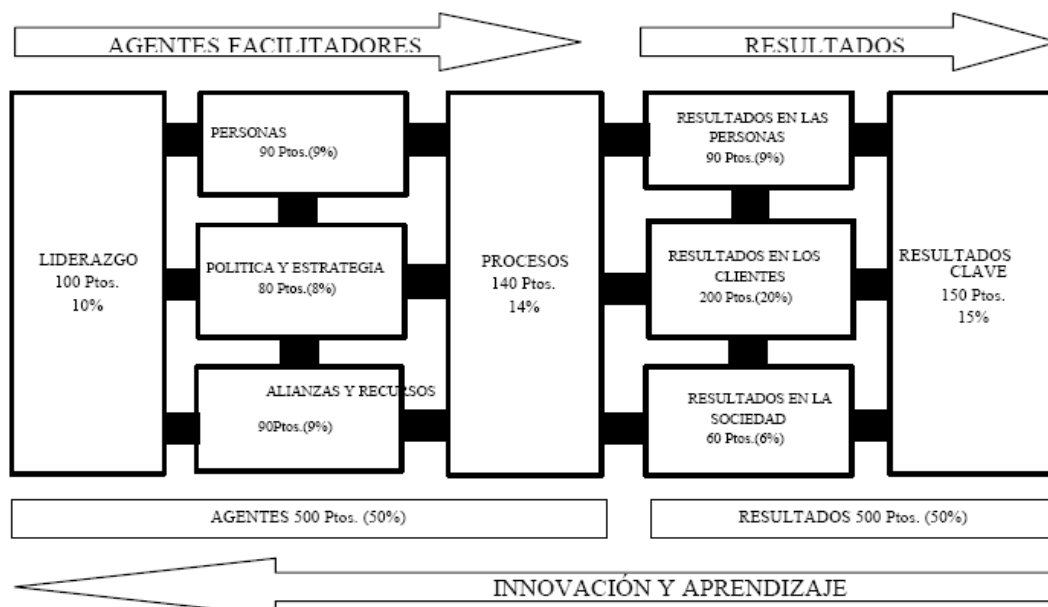 AGENTES FACILITADORES
RESULTADOS
LIDERAZGO
100 Ptos.
10%
PERSONAS
90 Ptos.(9%)
POLITICA Y ESTRATEGIA
80 Ptos.(8%)
ALIANZAS Y RECURSOS
90Ptos.(9%)
PROCESOS
140 Ptos.
14%
RESULTADOS EN LAS
PERSONAS
90 Ptos.(9%)
RESULTADOS EN LOS
CLIENTES
200 Ptos.(20%)
RESULTADOS EN LA
SOCIEDAD
60 Ptos.(6%)
RESULTADOS
CLAVE
150 Ptos.
15%
AGENTES 500 Ptos. (50%)
RESULTADOS 500 Ptos. (50%)
INNOVACIÓN Y APRENDIZAJE